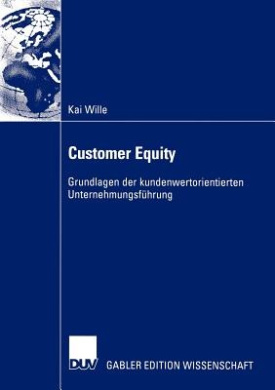 Kai Wille
Customer Equity
Grundlagen der kundenwertorientierten
Unternehmungsführung
DUV
GABLER EDITION WISSENSCHAFT